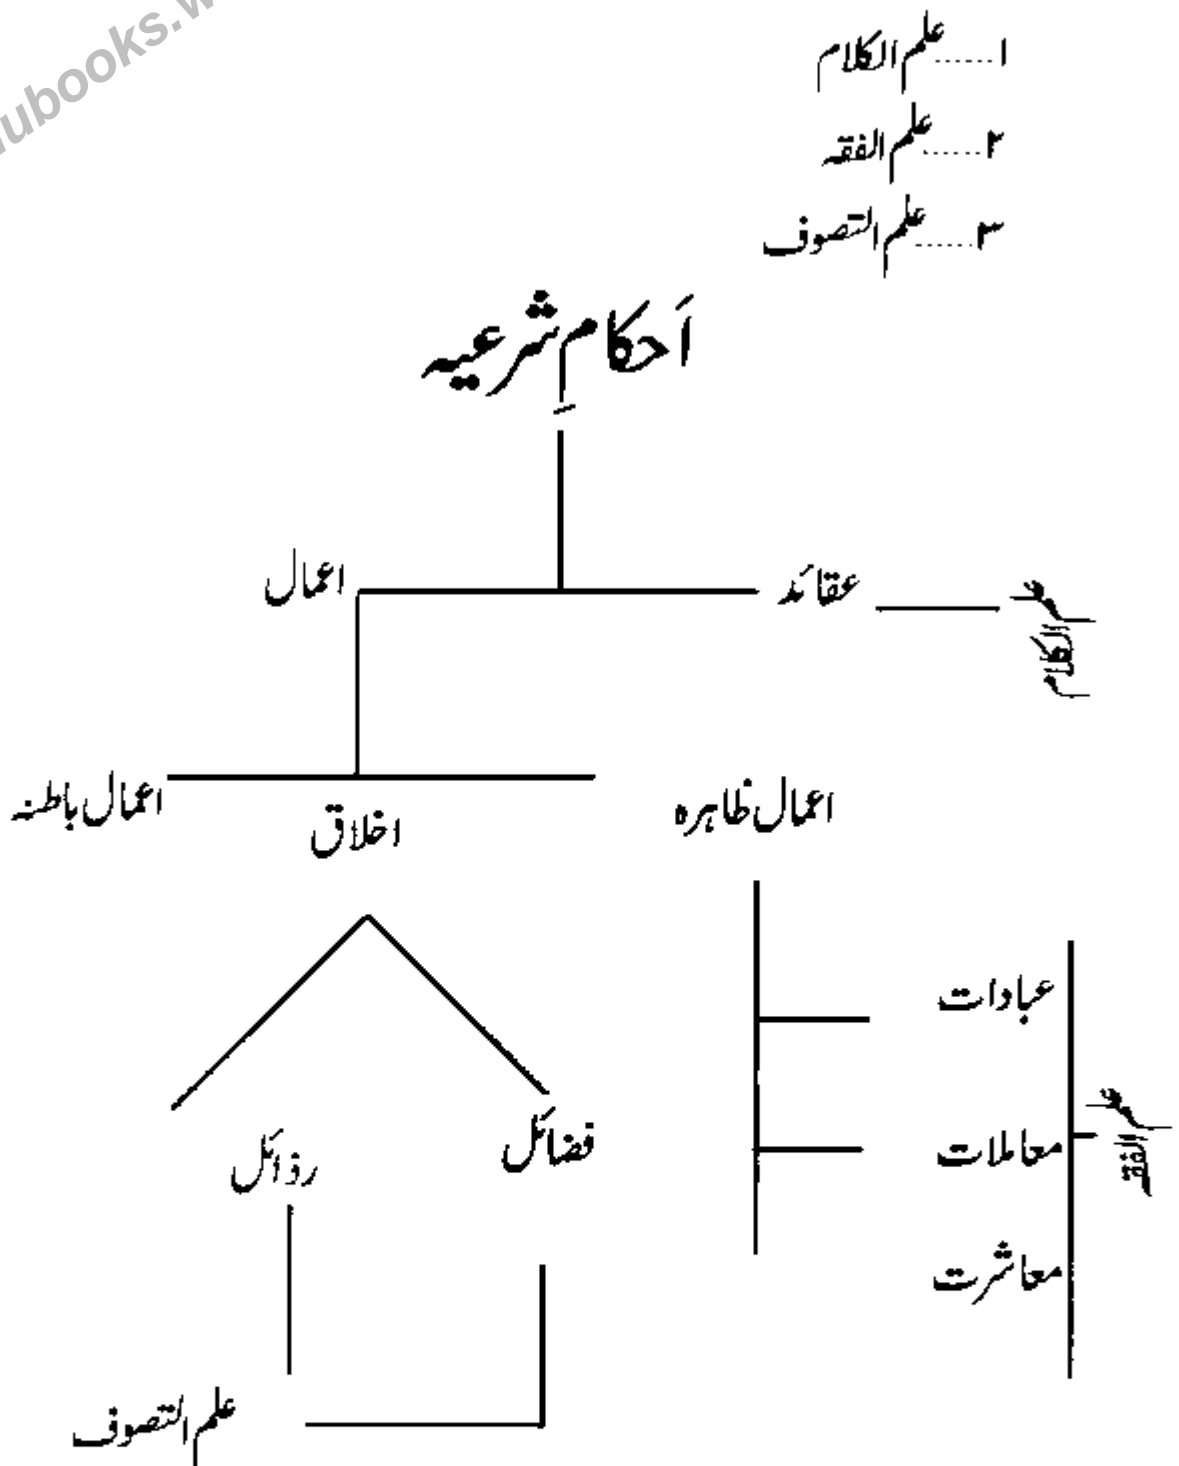 ubooks.w
۱......علم الکلام
۲......علم الفقہ
۳......علم التصوف
اَحکامِ شرعیہ
عقائد
اعمال
علم الکلام
اعمال ظاہرہ
اخلاق
اعمال باطنہ
عبادات
معاملات
معاشرت
علم الفقہ
فضائل
رذائل
علم التصوف